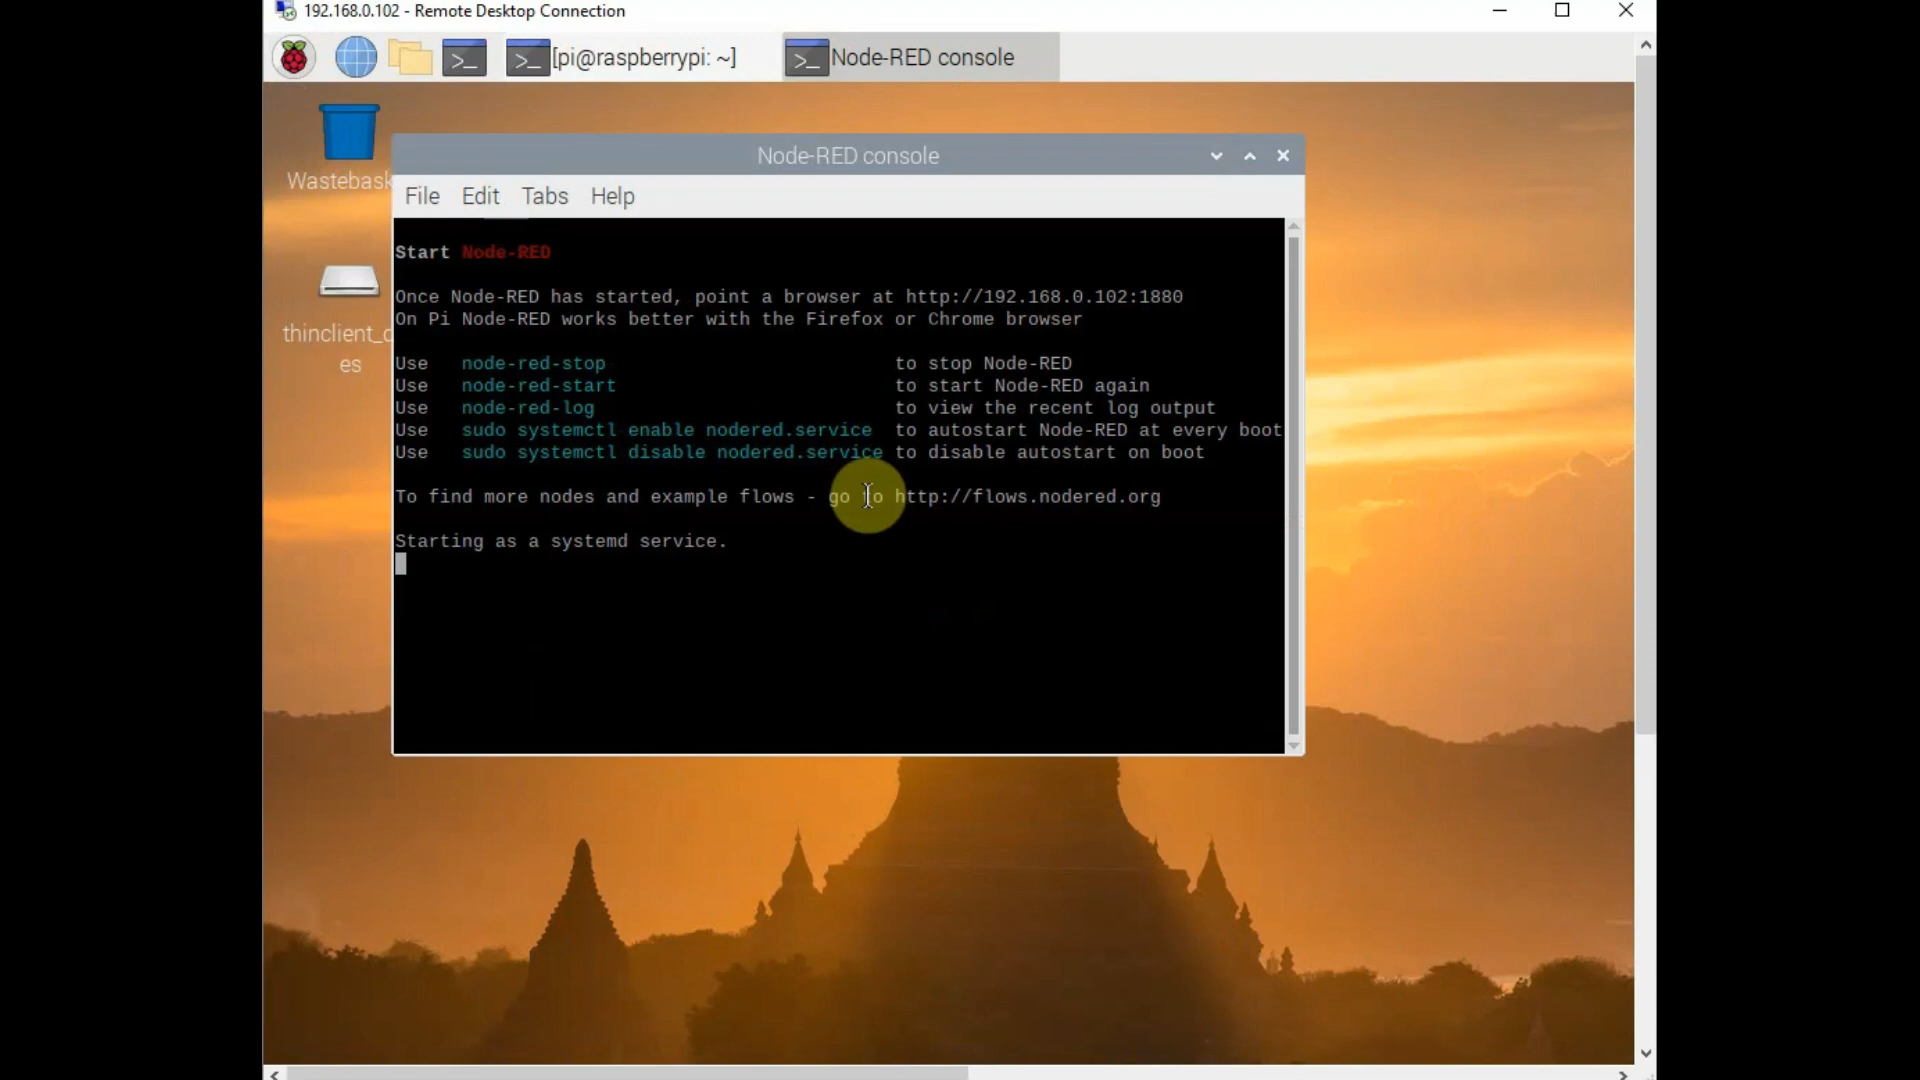 192.168.0.102 - Remote Desktop Connection
[pi@raspberrypi: ~]
Node-RED console
Wastebask
thinclient_d
es
Node-RED console
File Edit Tabs Help
Start Node-RED
Once Node-RED has started, point a browser at http://192.168.0.102:1880
On Pi Node-RED works better with the Firefox or Chrome browser
Use node-red-stop to stop Node-RED
Use node-red-start to start Node-RED again
Use node-red-log to view the recent log output
Use sudo systemctl enable nodered.service to autostart Node-RED at every boot
Use sudo systemctl disable nodered.service to disable autostart on boot
To find more nodes and example flows - go to http://flows.nodered.org
Starting as a systemd service.